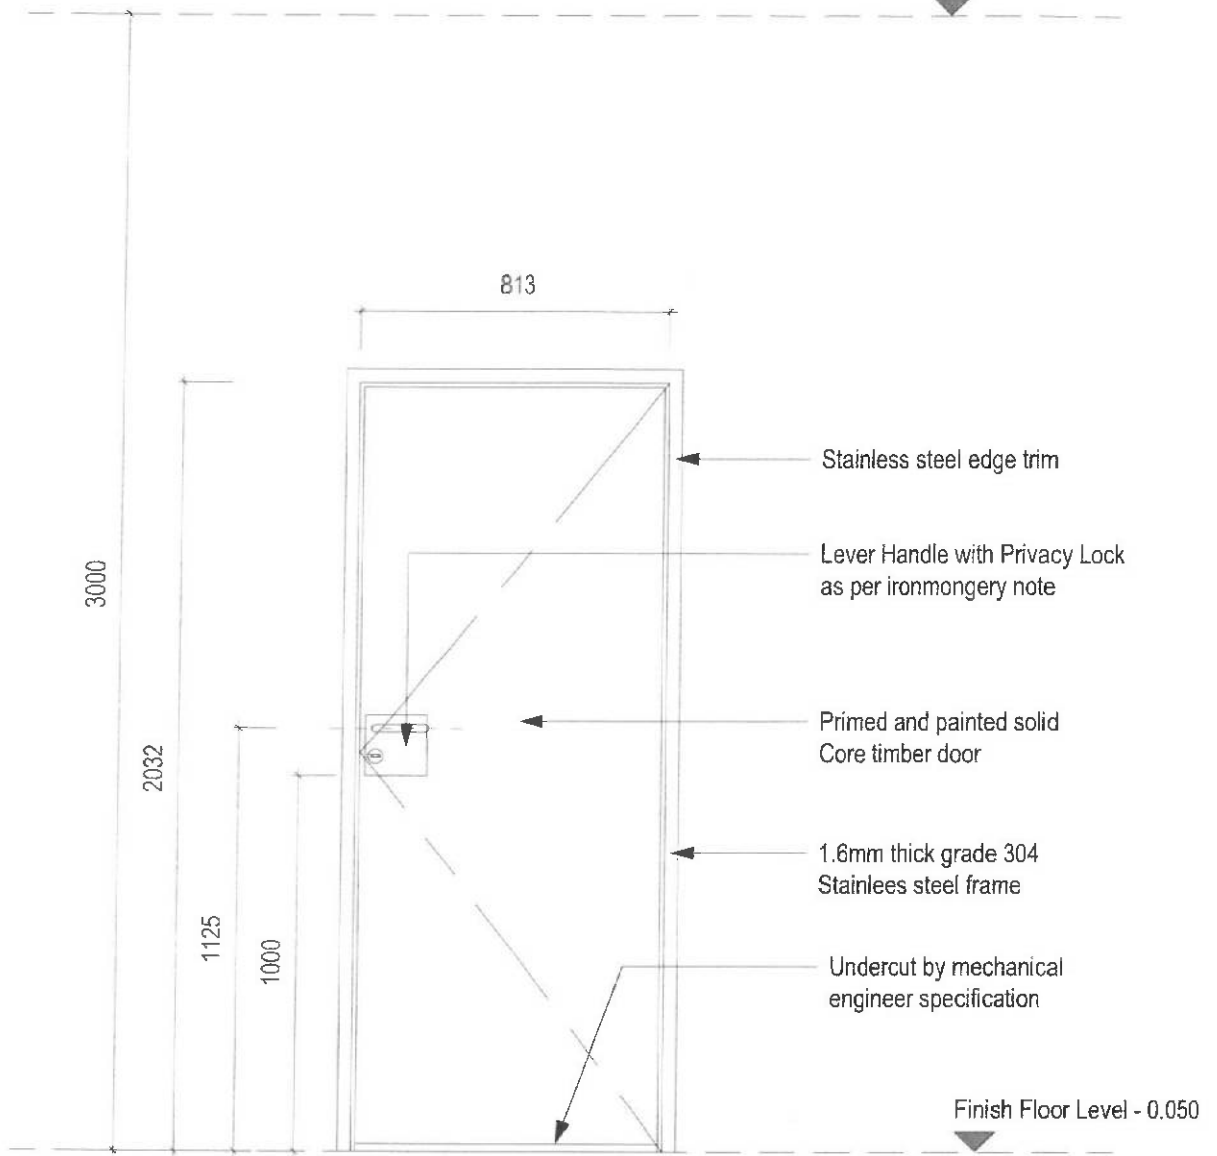 813
Stainless steel edge trim
Lever Handle with Privacy Lock
as per ironmongery note
3000
Primed and painted solid
Core timber door
2032
1.6mm thick grade 304
Stainlees steel frame
1125
1000
Undercut by mechanical
engineer specification
Finish Floor Level - 0.050